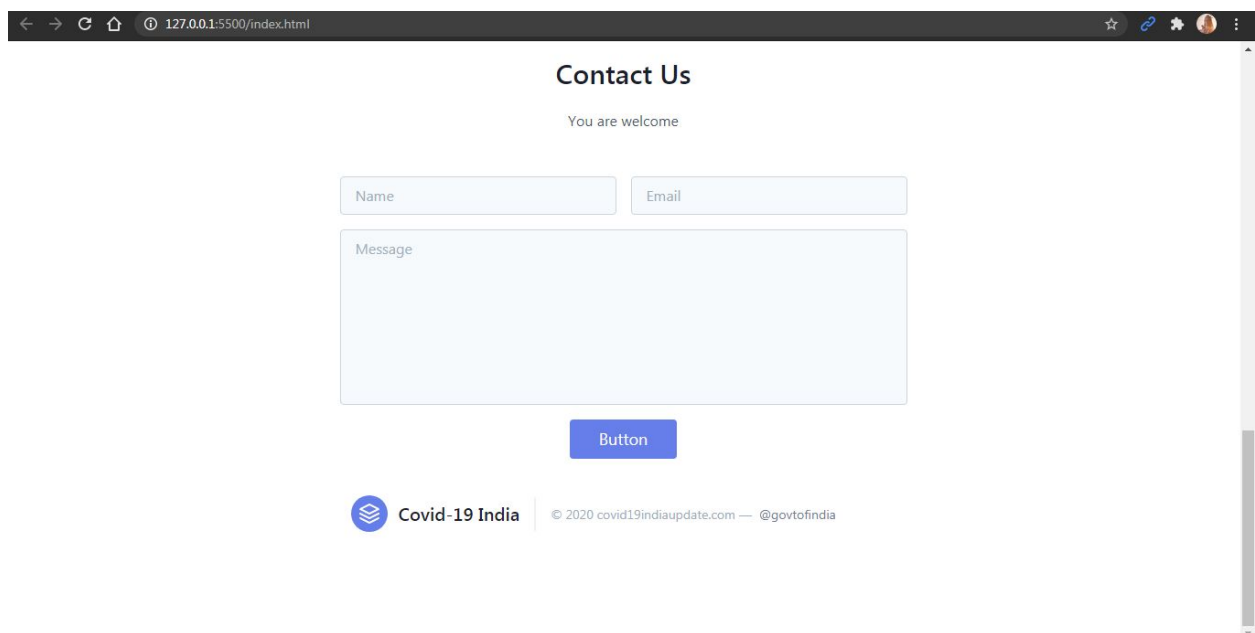 127.0.0.1:5500/index.html
Contact Us
You are welcome
Name Email
Message
Button
Covid-19 India © 2020 covid19indiaupdate.com — @govtofindia